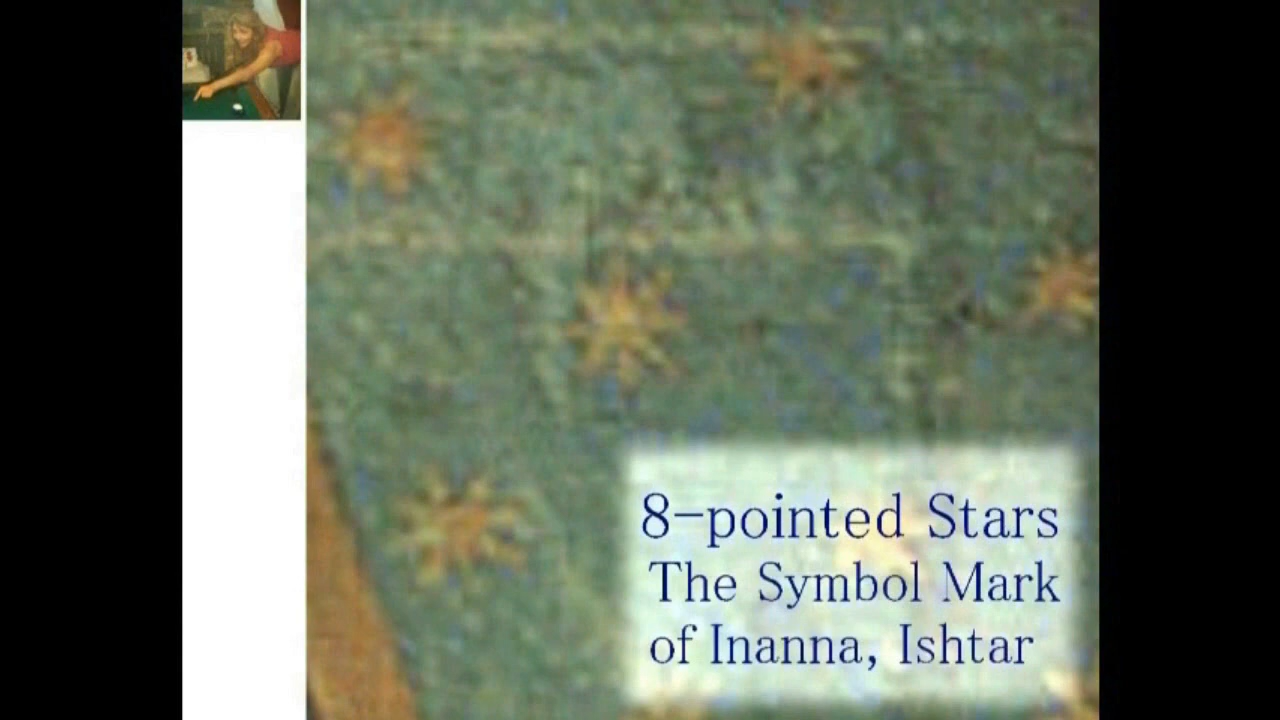 8-pointed Stars
The Symbol Mark
of Inanna, Ishtar